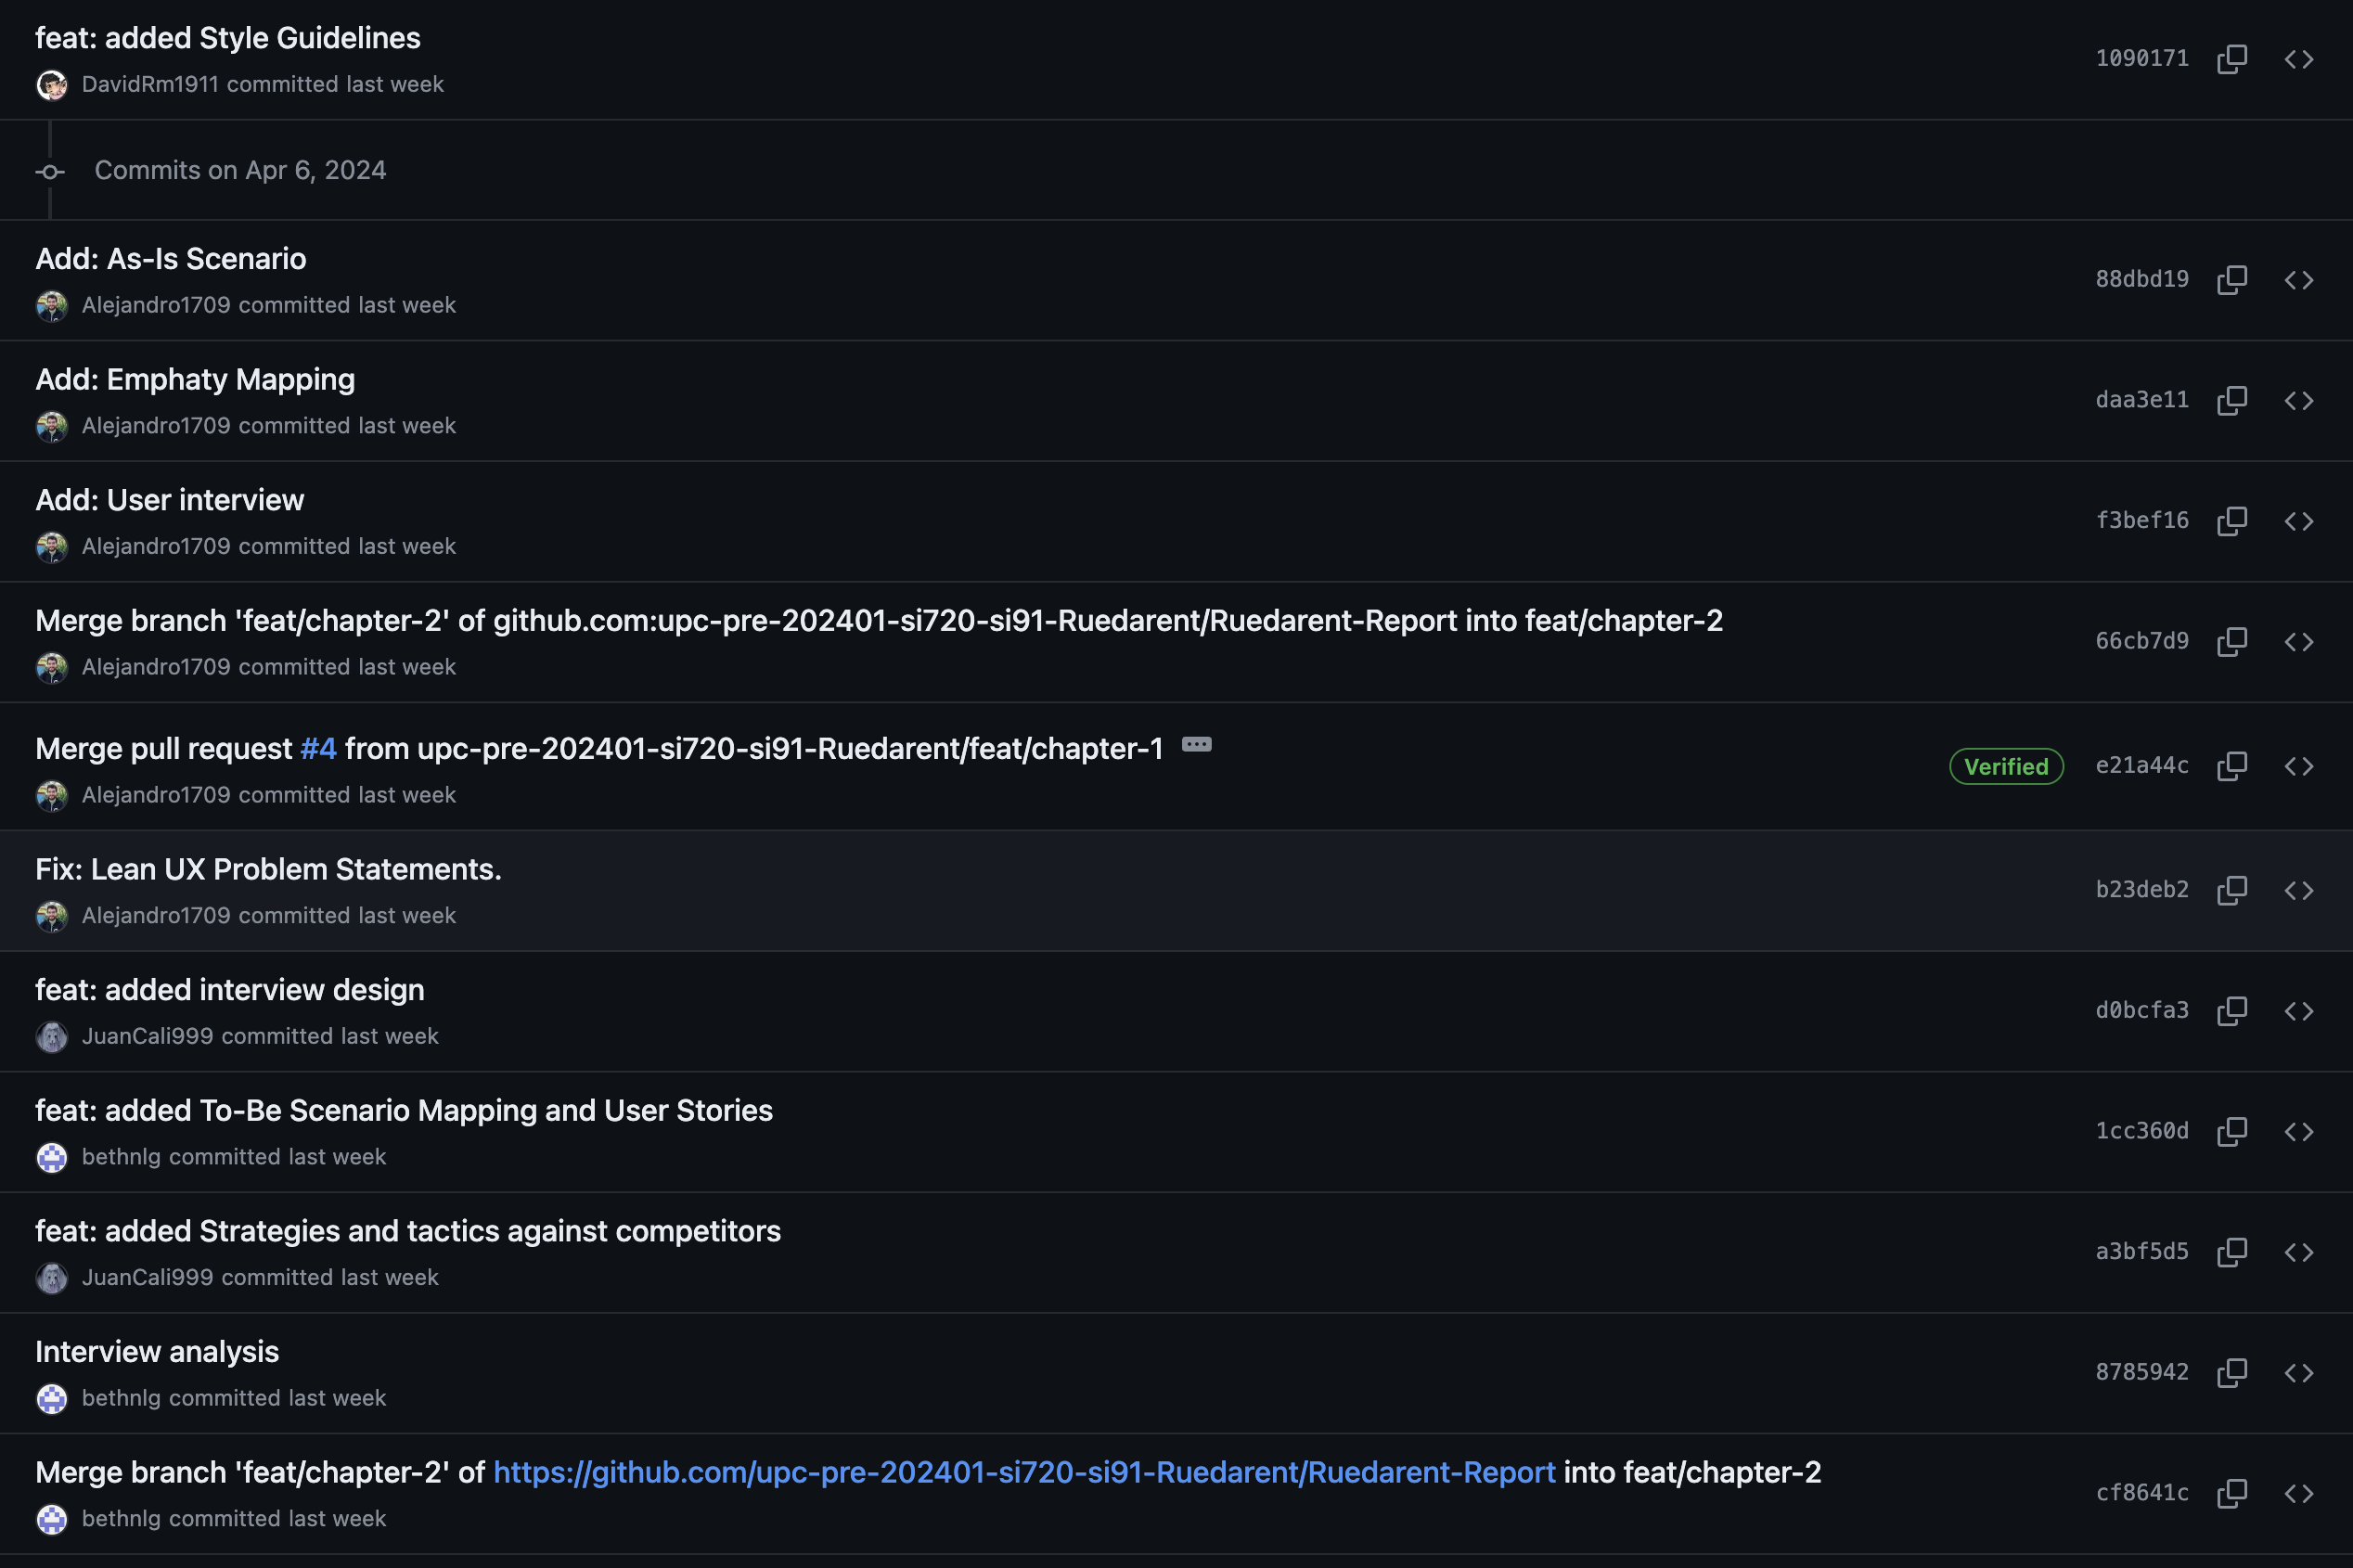 feat: added Style Guidelines
1090171
DavidRm1911 committed last week
Commits on Apr 6, 2024
Add: As-Is Scenario
88dbd19
Alejandro1709 committed last week
Add: Emphaty Mapping
daa3e11
Alejandro1709 committed last week
Add: User interview
f3bef16
Alejandro1709 committed last week
Merge branch 'feat/chapter-2' of github.com:upc-pre-202401-si720-si91-Ruedarent/Ruedarent-Report into feat/chapter-2
66cb7d9
Alejandro1709 committed last week
Merge pull request #4 from upc-pre-202401-si720-si91-Ruedarent/feat/chapter-1
Verified e21a44c
Alejandro1709 committed last week
Fix: Lean UX Problem Statements.
b23deb2
Alejandro1709 committed last week
feat: added interview design
d0bcfa3
JuanCali999 committed last week
feat: added To-Be Scenario Mapping and User Stories
1cc360d
bethnlg committed last week
feat: added Strategies and tactics against competitors
a3bf5d5
JuanCali999 committed last week
Interview analysis
8785942
bethnlg committed last week
Merge branch 'feat/chapter-2' of https://github.com/upc-pre-202401-si720-si91-Ruedarent/Ruedarent-Report into feat/chapter-2
cf8641c
bethnlg committed last week